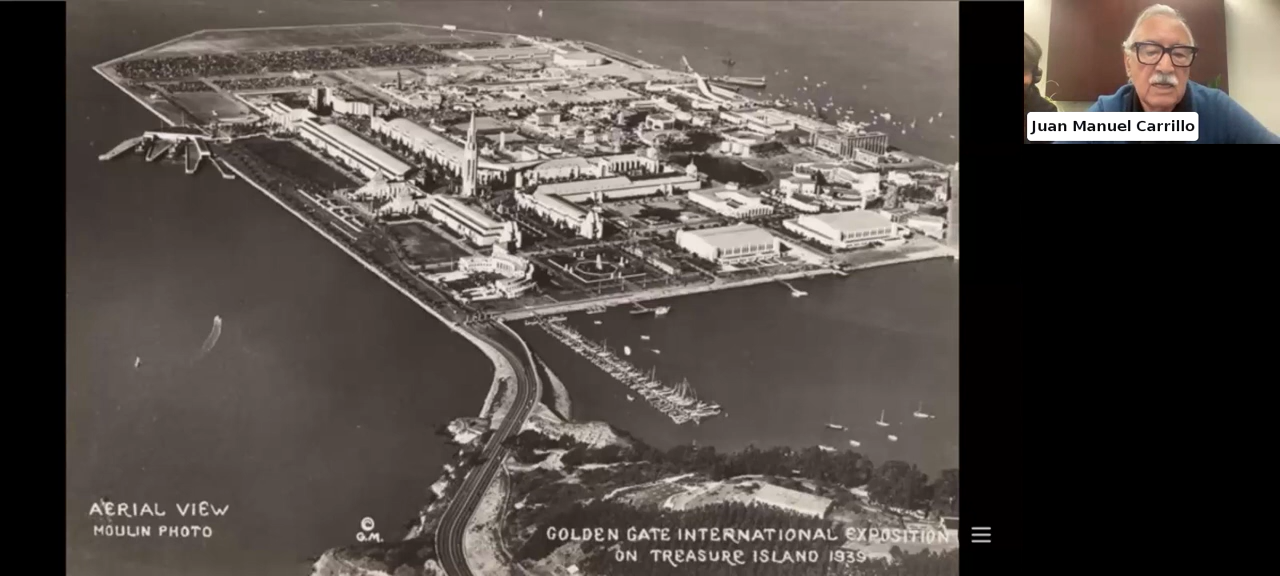 Juan Manuel Carrillo
AERIAL VIEW
MOULIN PHOTO
©
G.M.
GOLDEN GATE INTERNATIONAL EXPOSITION
ON TREASURE ISLAND 1939